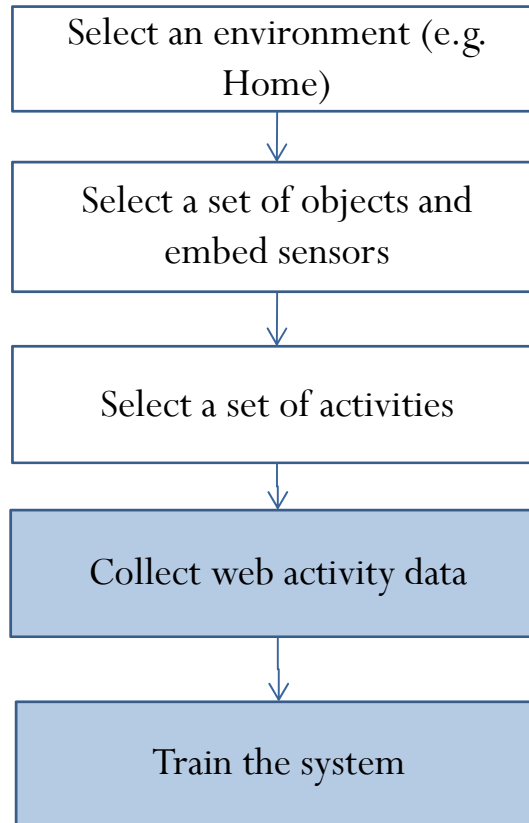 Select an environment (e.g.
Home)
Select a set of objects and
embed sensors
Select a set of activities
Collect web activity data
Train the system